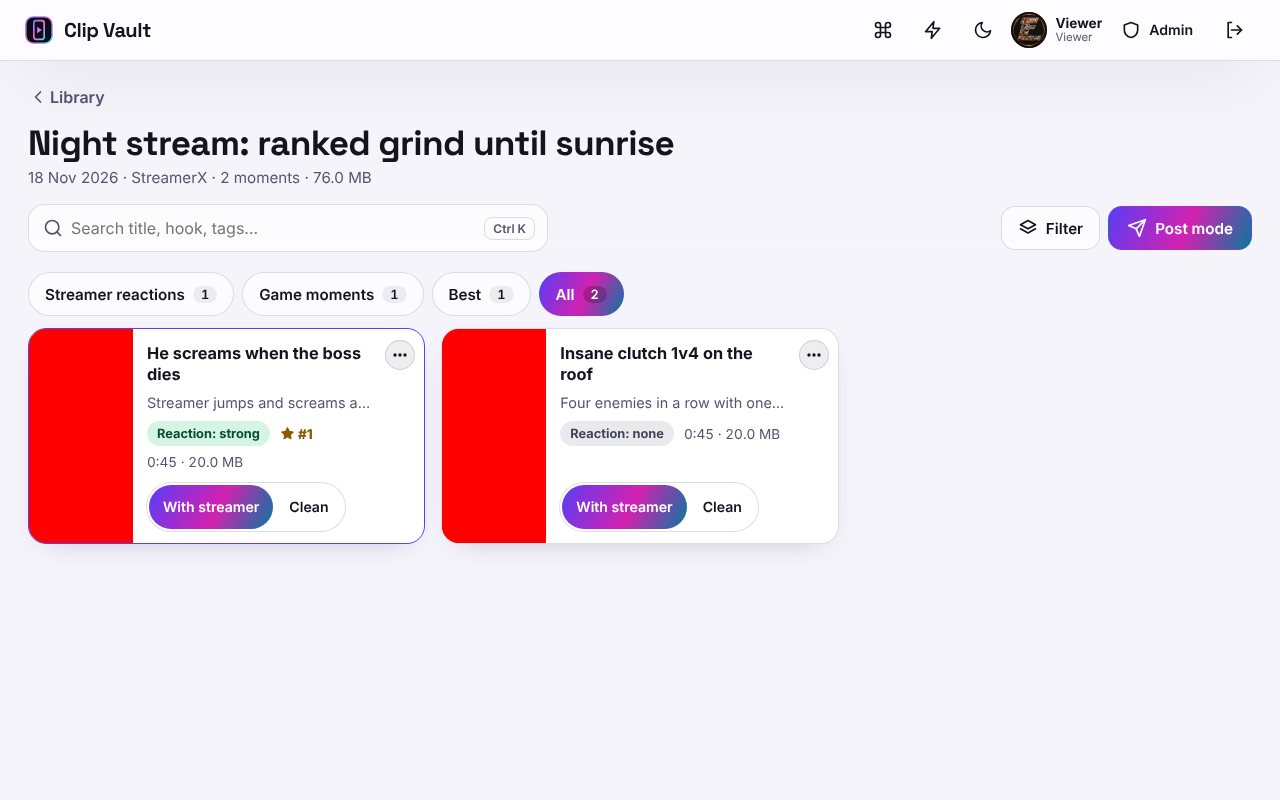 Clip Vault
Viewer
Viewer
Admin
Library
Night stream: ranked grind until sunrise
18 Nov 2026 · StreamerX · 2 moments · 76.0 MB
Search title, hook, tags...
Ctrl K
Filter
Post mode
Streamer reactions 1
Game moments 1
Best 1
All 2
He screams when the boss
dies
Streamer jumps and screams a...
Reaction: strong
#1
0:45 · 20.0 MB
With streamer
Clean
Insane clutch 1v4 on the
roof
Four enemies in a row with one...
Reaction: none
0:45 · 20.0 MB
With streamer
Clean